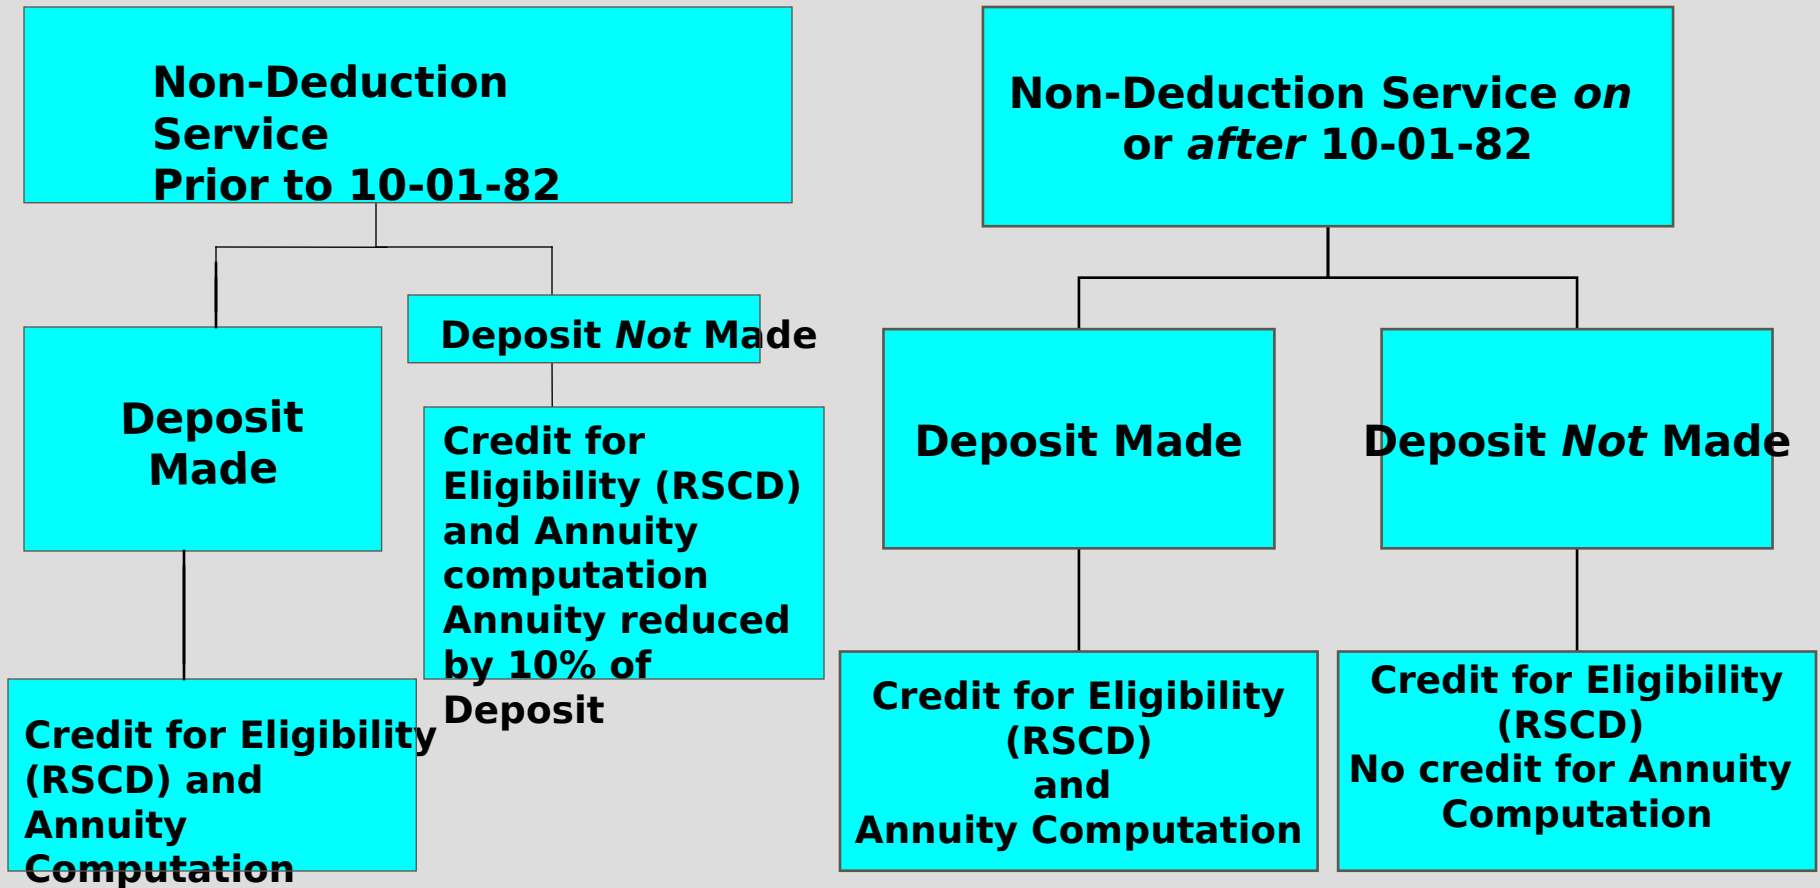 Non-Deduction
Service
Prior to 10-01-82
Deposit
Made
Credit for Eligibility
(RSCD) and
Annuity
Computation
Deposit Not Made
Credit for
Eligibility (RSCD)
and Annuity
computation
Annuity reduced
by 10% of
Deposit
Non-Deduction Service on
or after 10-01-82
Deposit Made
Credit for Eligibility
(RSCD)
and
Annuity Computation
Deposit Not Made
Credit for Eligibility
(RSCD)
No credit for Annuity
Computation